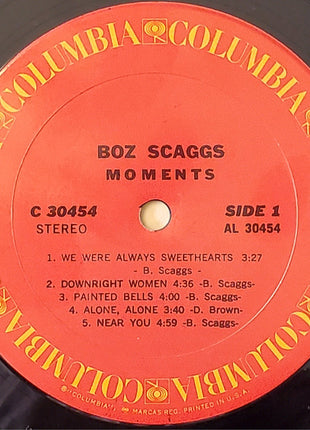 COLUMBIA COLUMBIA COLUMBIA COLUMBIA
BOZ SCAGGS
MOMENTS
C 30454 SIDE 1
STEREO AL 30454
1. WE WERE ALWAYS SWEETHEARTS 3:27
- B. Scaggs -
2. DOWNRIGHT WOMEN 4:36 -B. Scaggs-
3. PAINTED BELLS 4:00 -B. Scaggs-
4. ALONE, ALONE 3:40 -D. Brown-
5. NEAR YOU 4:59 -B. Scaggs-
® "COLUMBIA", MARCAS REG. PRINTED IN U.S.A.